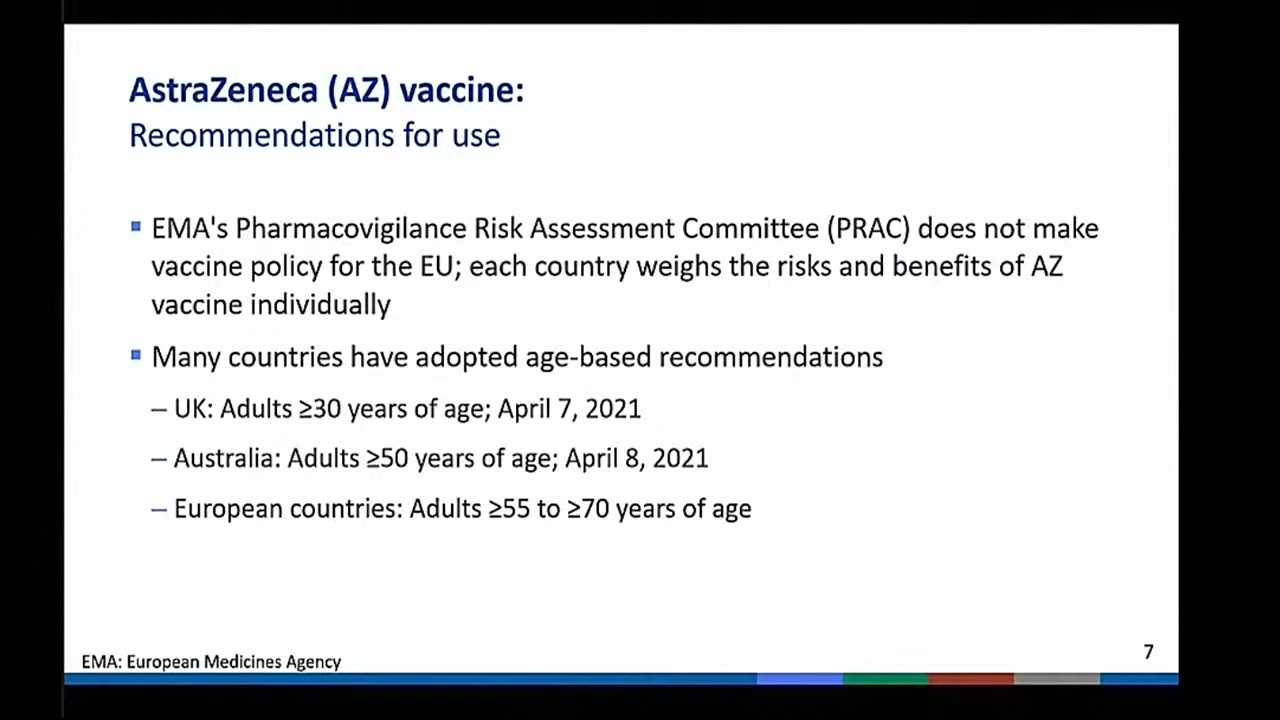 AstraZeneca (AZ) vaccine:
Recommendations for use
▪ EMA's Pharmacovigilance Risk Assessment Committee (PRAC) does not make
vaccine policy for the EU; each country weighs the risks and benefits of AZ
vaccine individually
▪ Many countries have adopted age-based recommendations
– UK: Adults ≥30 years of age; April 7, 2021
– Australia: Adults ≥50 years of age; April 8, 2021
– European countries: Adults ≥55 to ≥70 years of age
7
EMA: European Medicines Agency